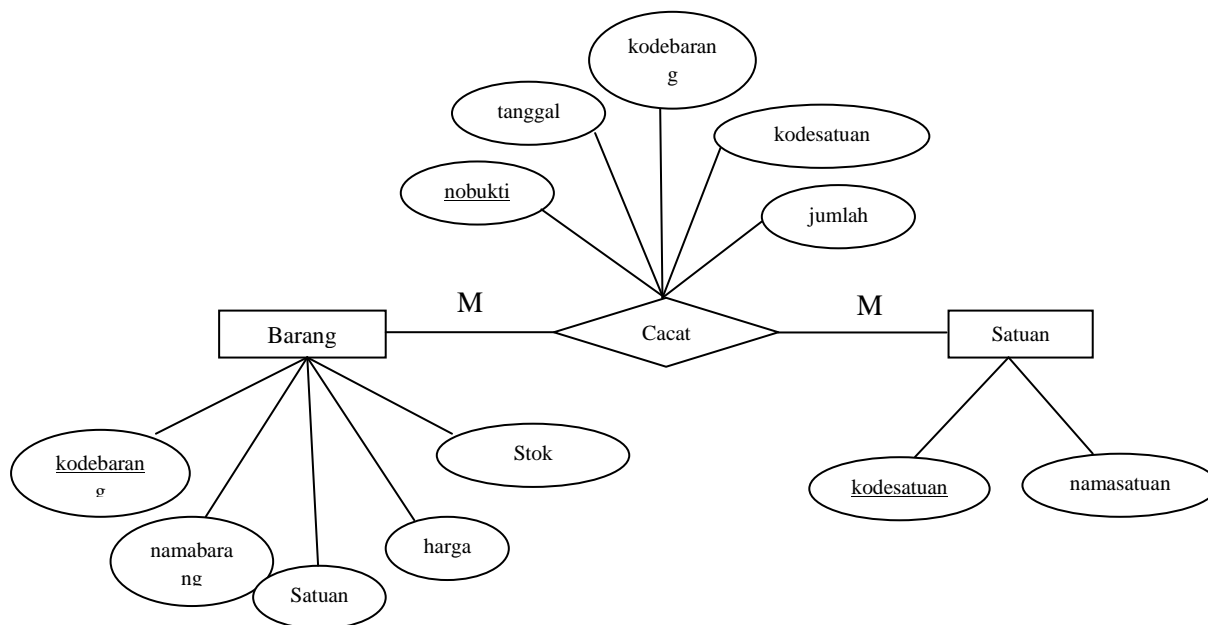 kodebaran
g
tanggal
kodesatuan
nobukti
jumlah
M
M
Barang
Cacat
Satuan
kodebaran
g
Stok
kodesatuan
namasatuan
namabara
ng
harga
Satuan